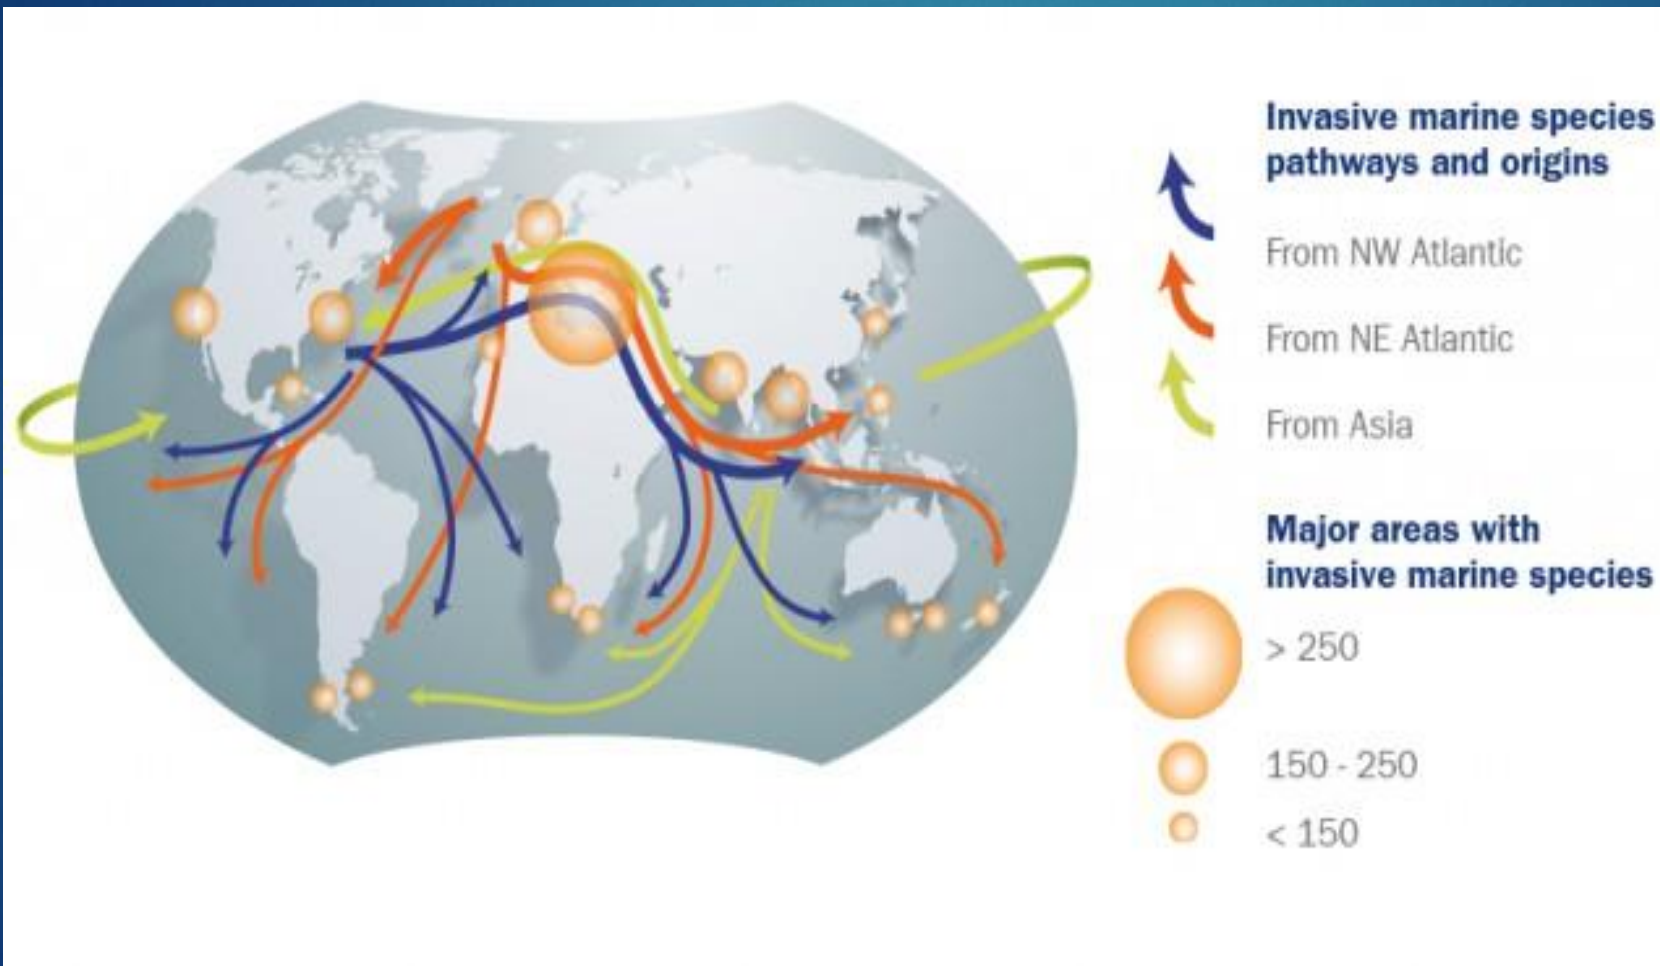 Invasive marine species
pathways and origins
From NW Atlantic
From NE Atlantic
From Asia
Major areas with
invasive marine species
> 250
150 - 250
< 150